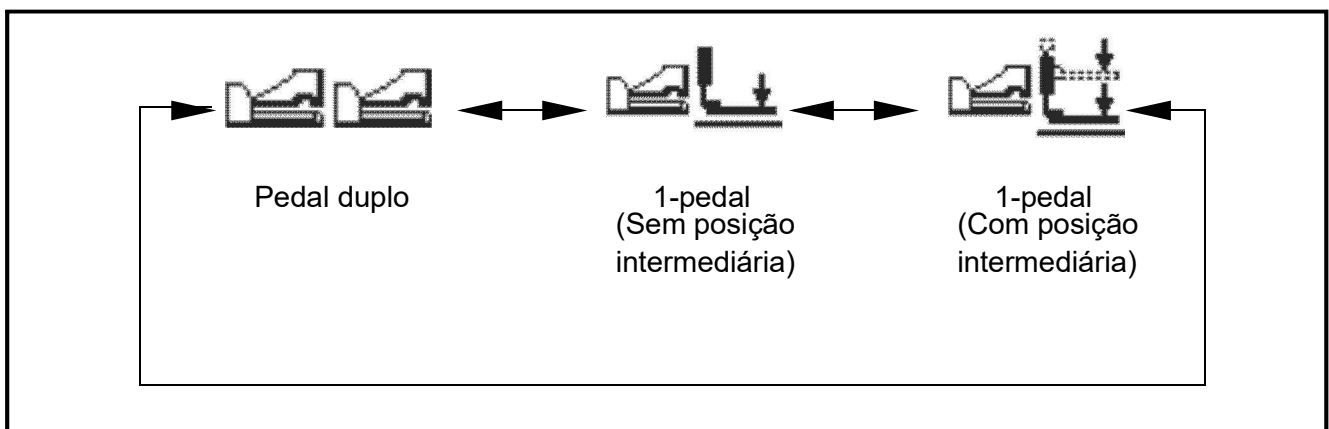 Pedal duplo
1-pedal
(Sem posição
intermediária)
1-pedal
(Com posição
intermediária)